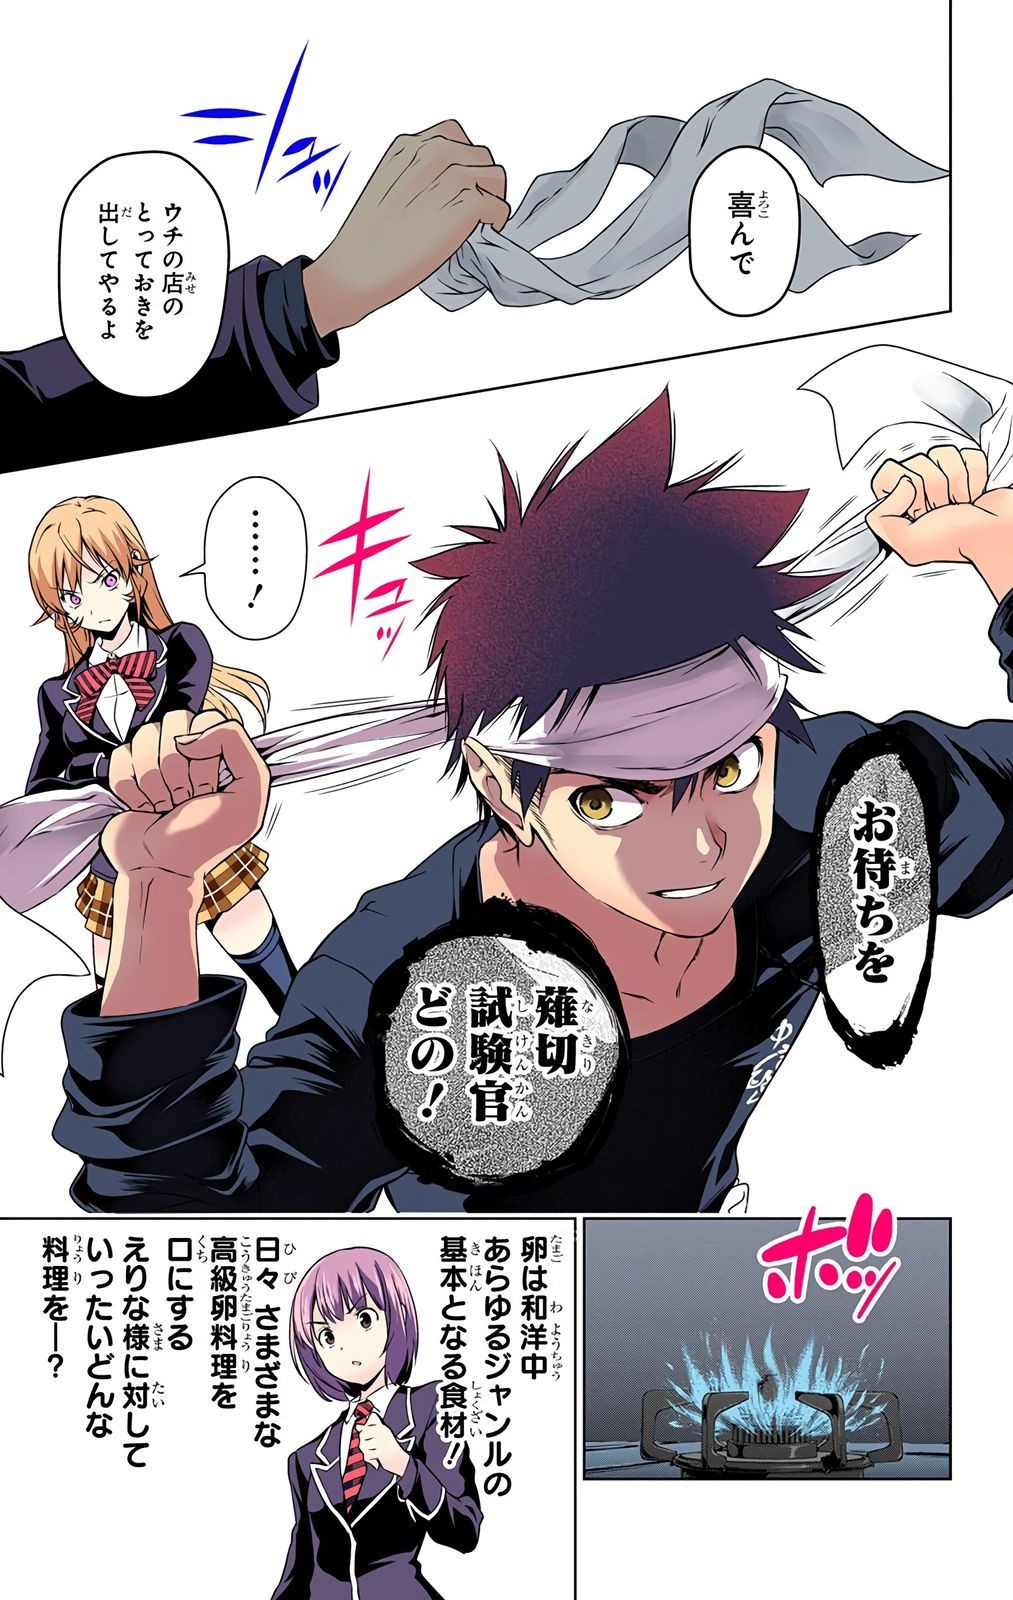 喜んで
ウチの店の
とっておきを
出してやるよ
シュッ
お待ちを
薙切
試験官
どの！
………！
ギュッ
ボッ
卵は和洋中
あらゆるジャンルの
基本となる食材！
日々さまざまな
高級卵料理を
口にする
えりな様に対して
いったいどんな
料理を―？